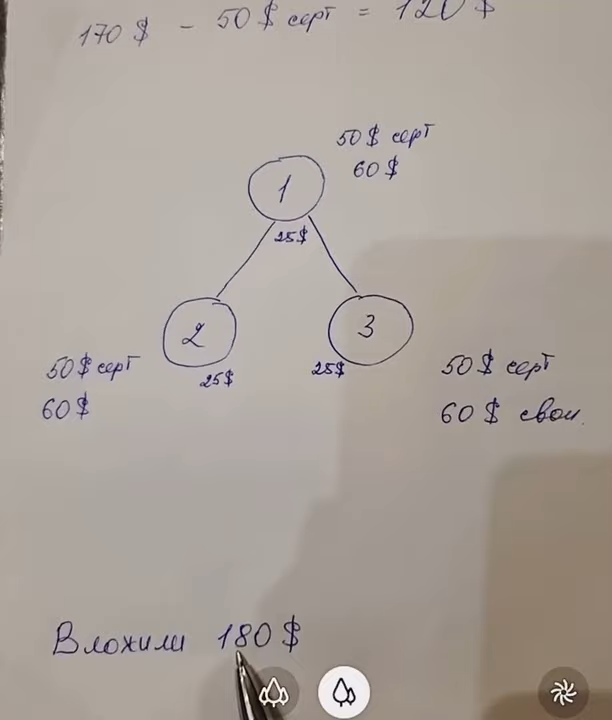 170 $ - 50 $ серт = 120 $
50 $ серт
60 $
1
25 $
2
3
50 $ серт
60 $
25 $
25 $
50 $ серт
60 $ свои.
Вложили 180 $